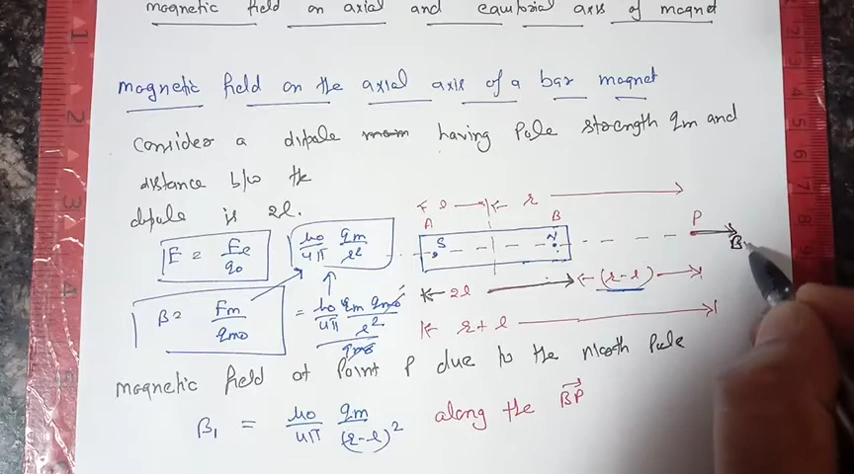 magnetic field on axial and equitorial axis of magnet
magnetic field on the axial axis of a bar magnet
Consider a dipole having Pole strength qm and
distance b/w the
dipole is 2l.
E = Fe/q0
μ0/4π qm/r²
B = Fm/qm0
= μ0/4π qm qm0/r² / qm0
l r
A B P
S N B
2l (r-l)
r+l
magnetic field at Point P due to the north Pole
B1 = μ0/4π qm/(r-l)² along the BP